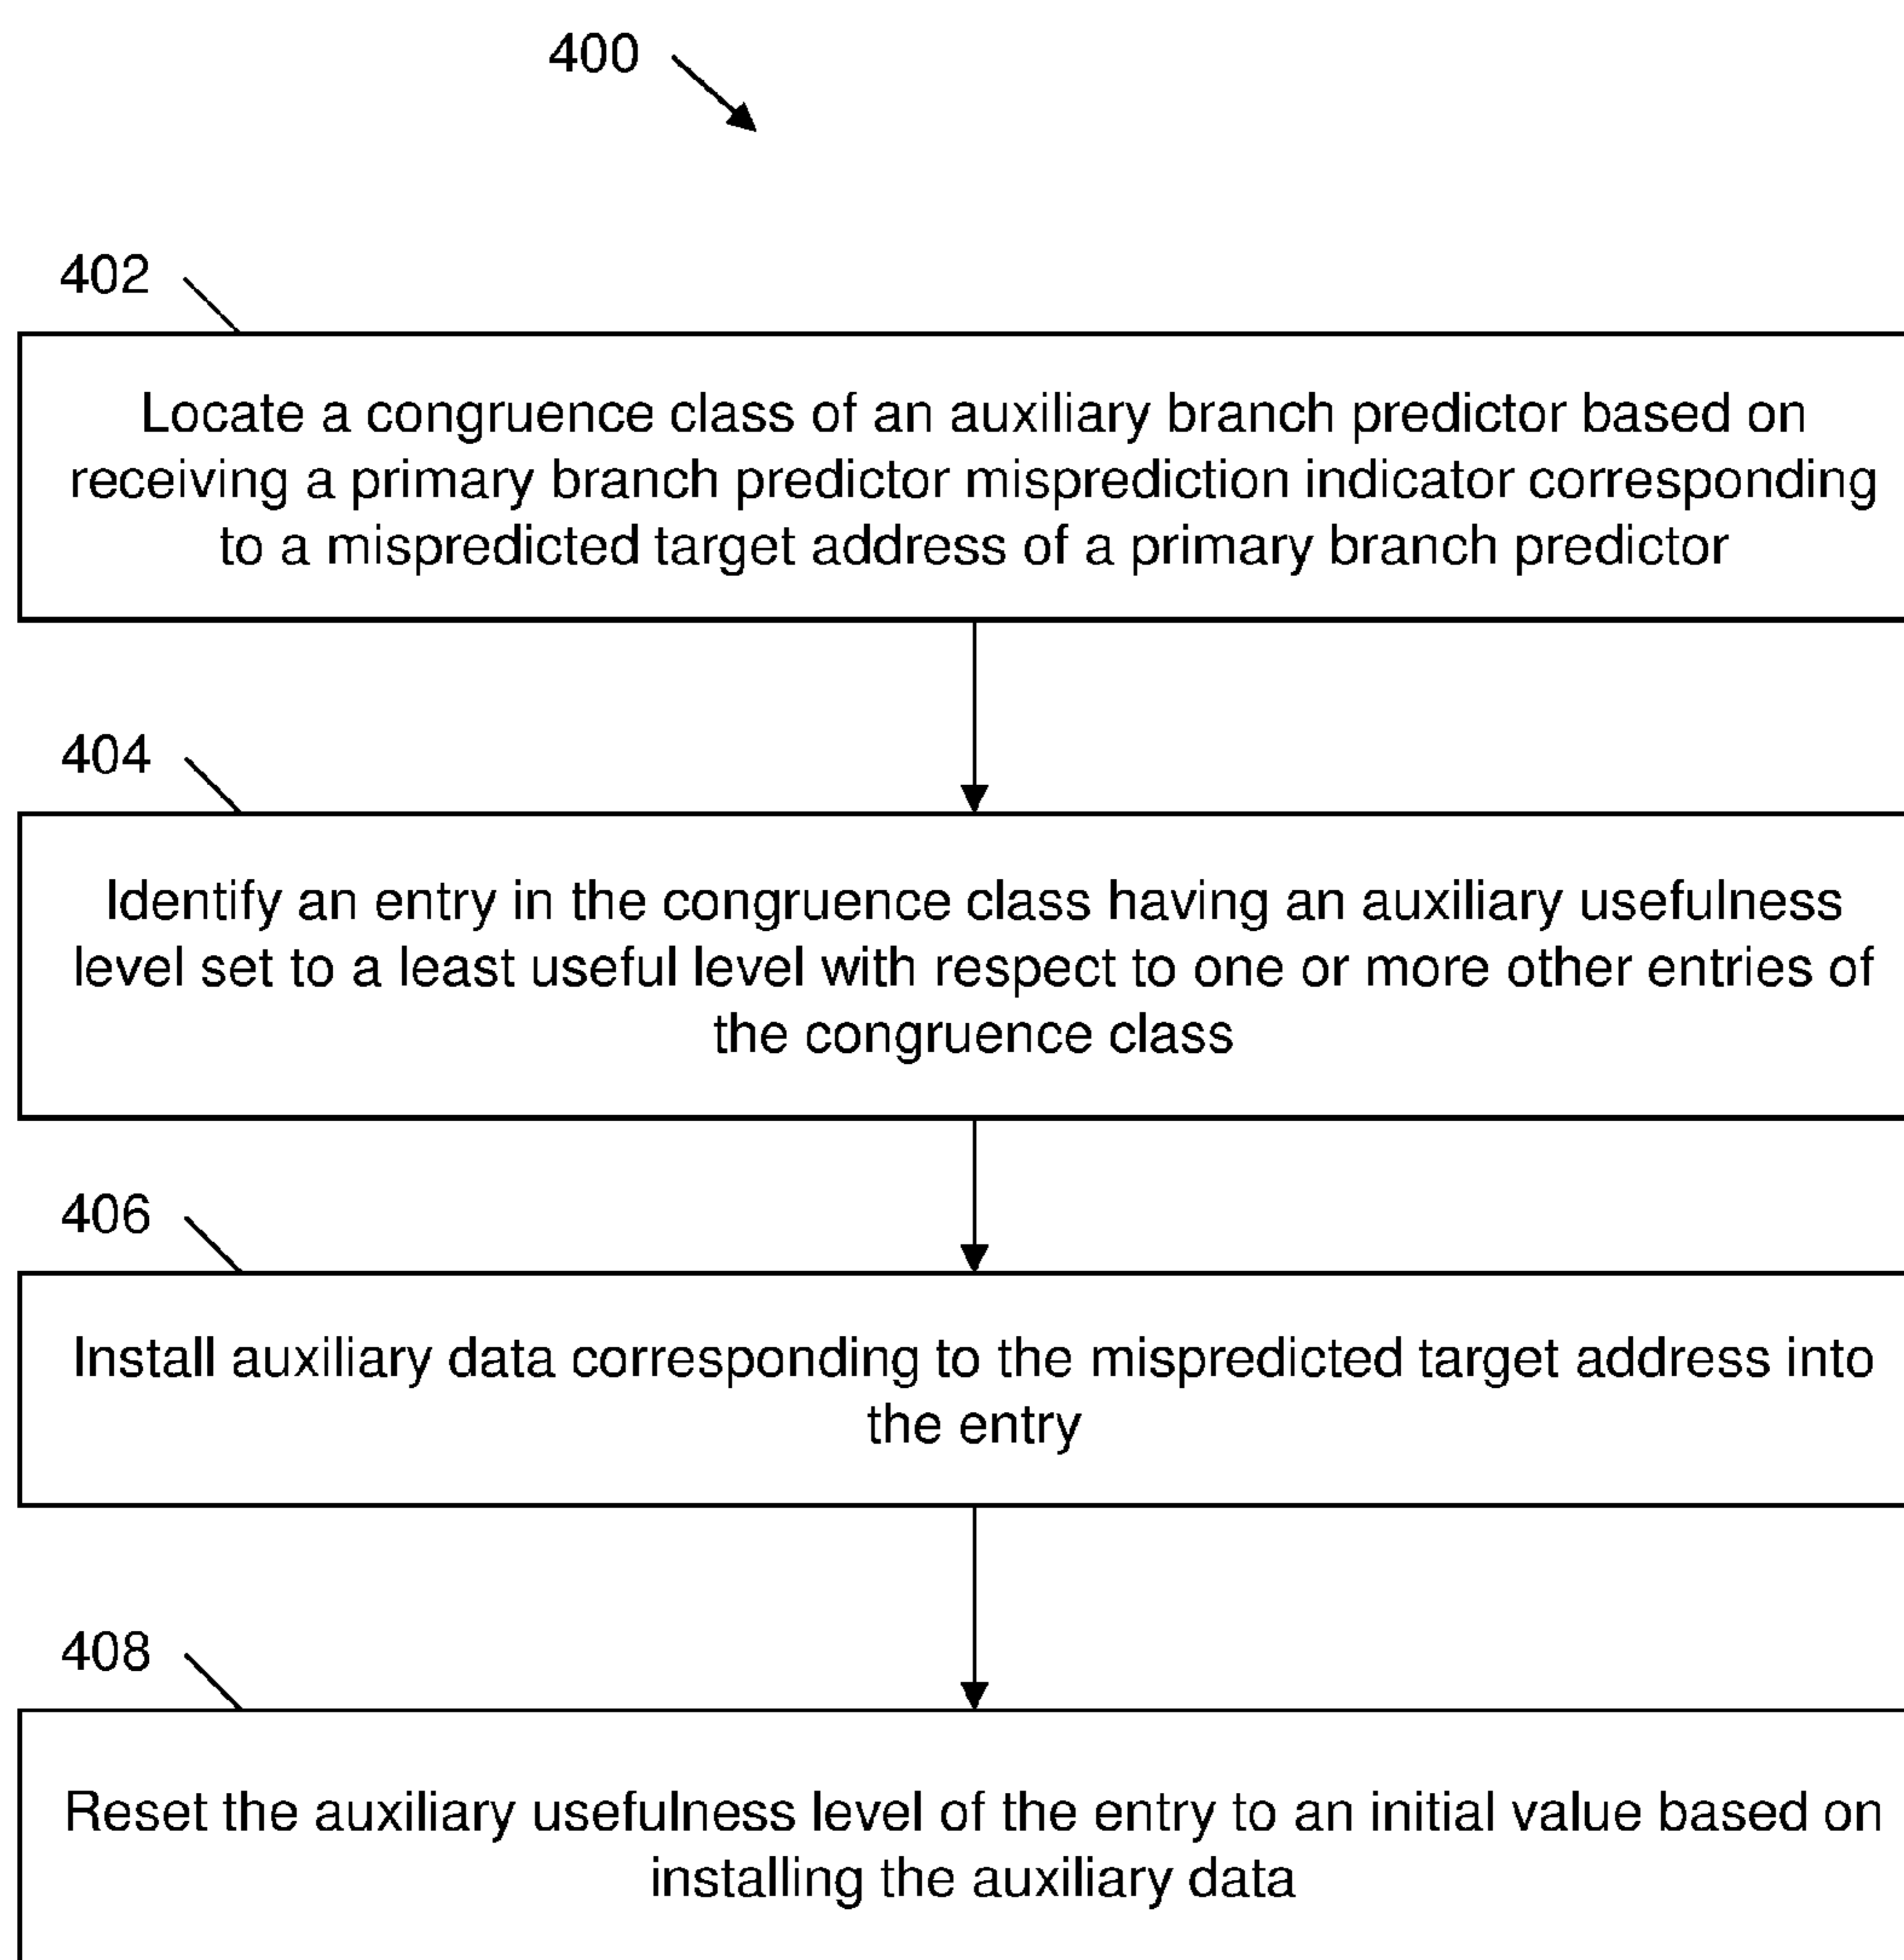 400
402
Locate a congruence class of an auxiliary branch predictor based on
receiving a primary branch predictor misprediction indicator corresponding
to a mispredicted target address of a primary branch predictor
404
Identify an entry in the congruence class having an auxiliary usefulness
level set to a least useful level with respect to one or more other entries of
the congruence class
406
Install auxiliary data corresponding to the mispredicted target address into
the entry
408
Reset the auxiliary usefulness level of the entry to an initial value based on
installing the auxiliary data